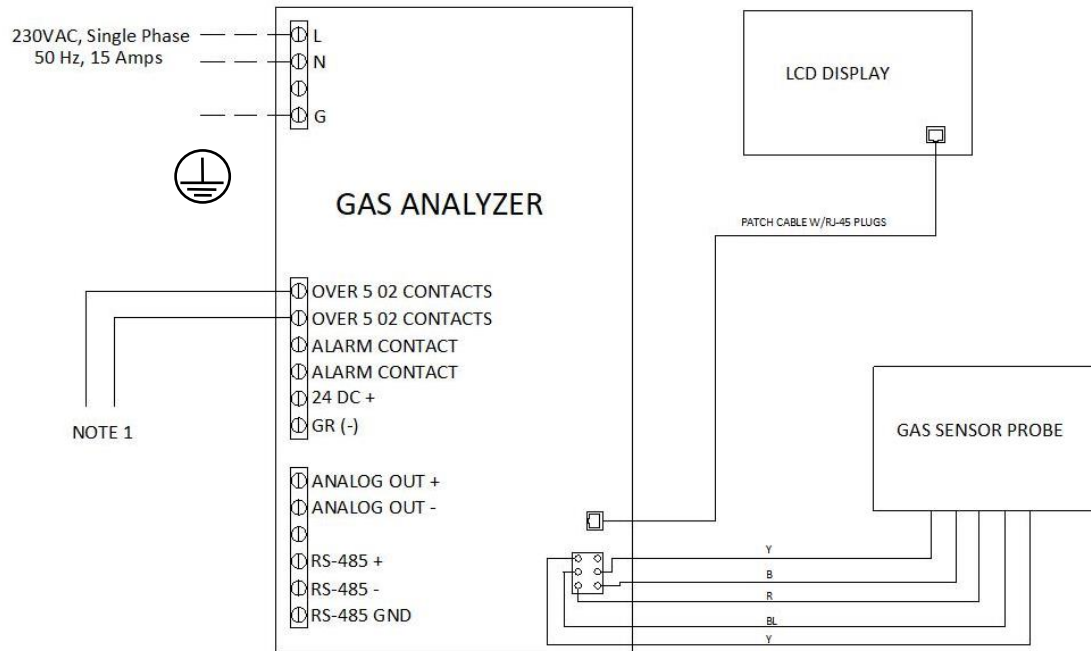 230VAC, Single Phase
50 Hz, 15 Amps
L
N
G
LCD DISPLAY
GAS ANALYZER
PATCH CABLE W/RJ-45 PLUGS
OVER 5 02 CONTACTS
OVER 5 02 CONTACTS
ALARM CONTACT
ALARM CONTACT
24 DC +
GR (-)
NOTE 1
GAS SENSOR PROBE
ANALOG OUT +
ANALOG OUT -
RS-485 +
RS-485 -
RS-485 GND
Y
B
R
BL
Y